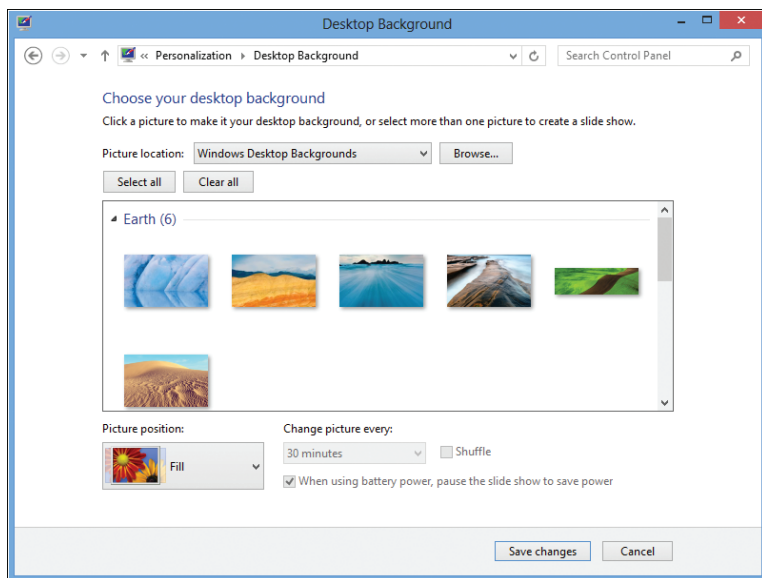 Desktop Background
« Personalization Desktop Background
Search Control Panel
Choose your desktop background
Click a picture to make it your desktop background, or select more than one picture to create a slide show.
Picture location: Windows Desktop Backgrounds Browse...
Select all Clear all
Earth (6)
Picture position: Change picture every:
Fill 30 minutes Shuffle
When using battery power, pause the slide show to save power
Save changes Cancel